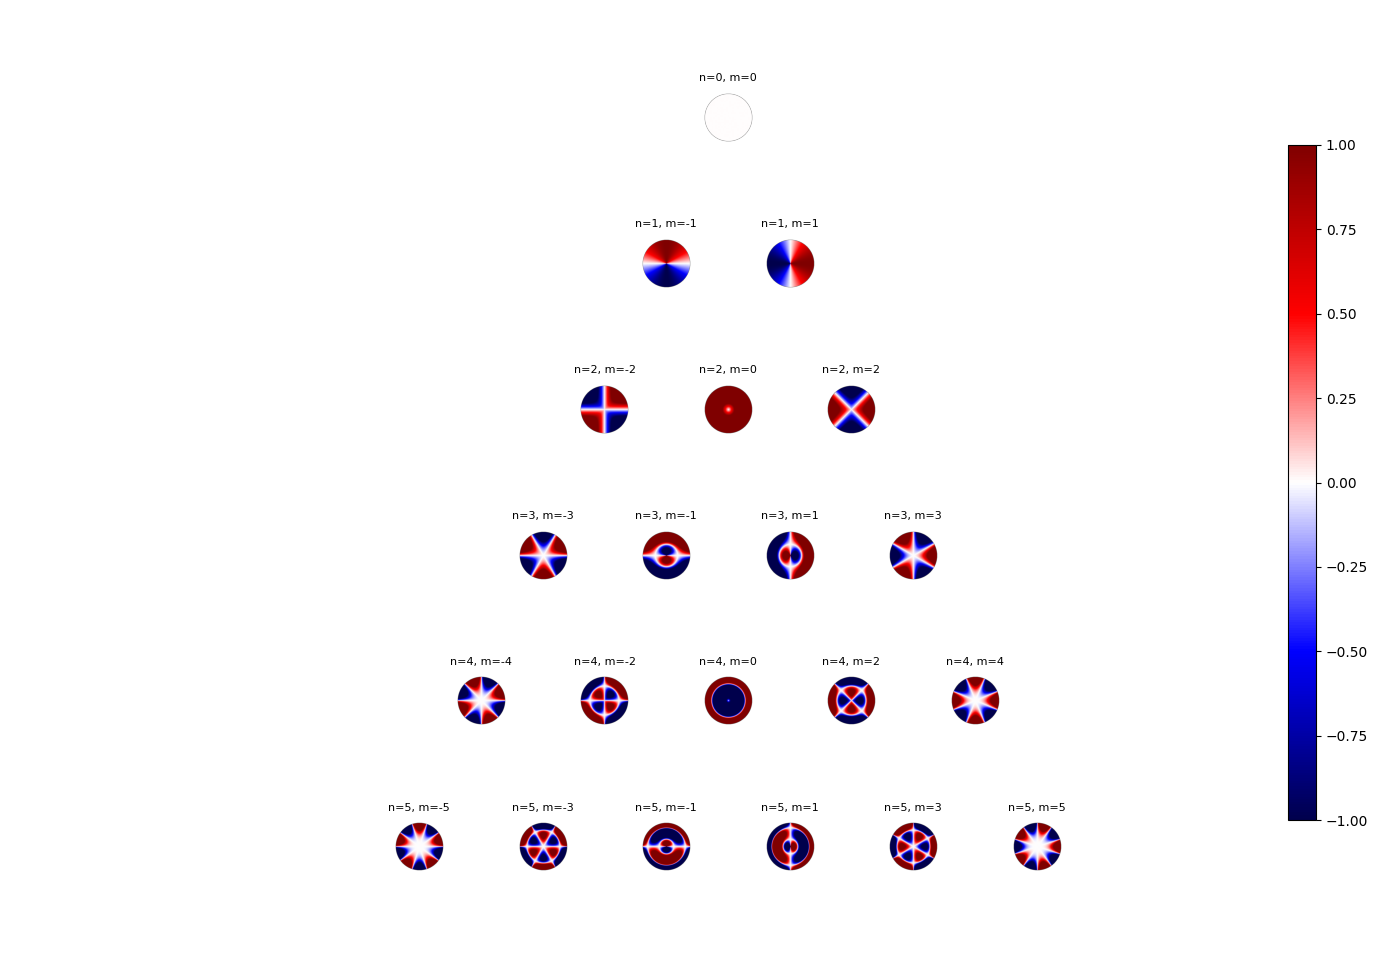 n=0, m=0
n=1, m=-1
n=1, m=1
n=2, m=-2
n=2, m=0
n=2, m=2
n=3, m=-3
n=3, m=-1
n=3, m=1
n=3, m=3
n=4, m=-4
n=4, m=-2
n=4, m=0
n=4, m=2
n=4, m=4
n=5, m=-5
n=5, m=-3
n=5, m=-1
n=5, m=1
n=5, m=3
n=5, m=5
1.00
0.75
0.50
0.25
0.00
−0.25
−0.50
−0.75
−1.00